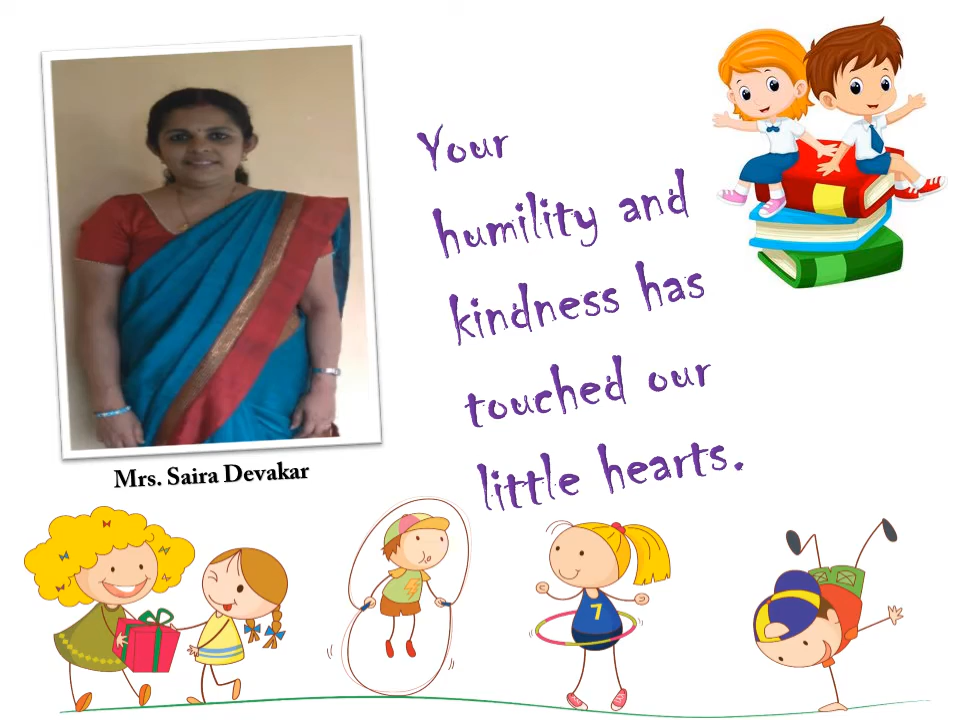 Your
humility and
kindness has
touched our
little hearts.
Mrs. Saira Devakar
7